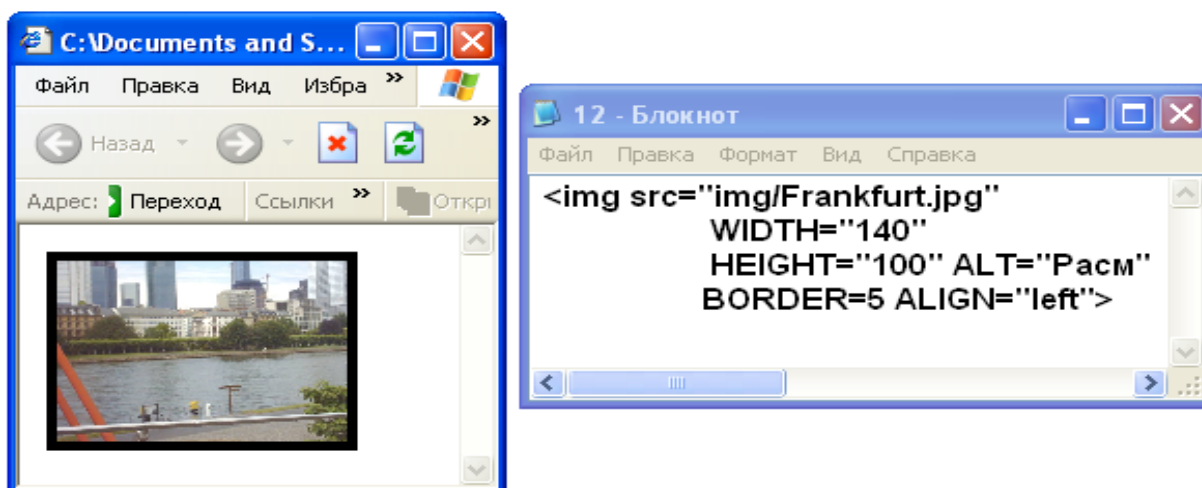 C:\Documents and S...
Файл Правка Вид Избра »
Назад »
Адрес: Переход Ссылки » Откры
12 - Блокнот
Файл Правка Формат Вид Справка
<img src="img/Frankfurt.jpg"
WIDTH="140"
HEIGHT="100" ALT="Расм"
BORDER=5 ALIGN="left">